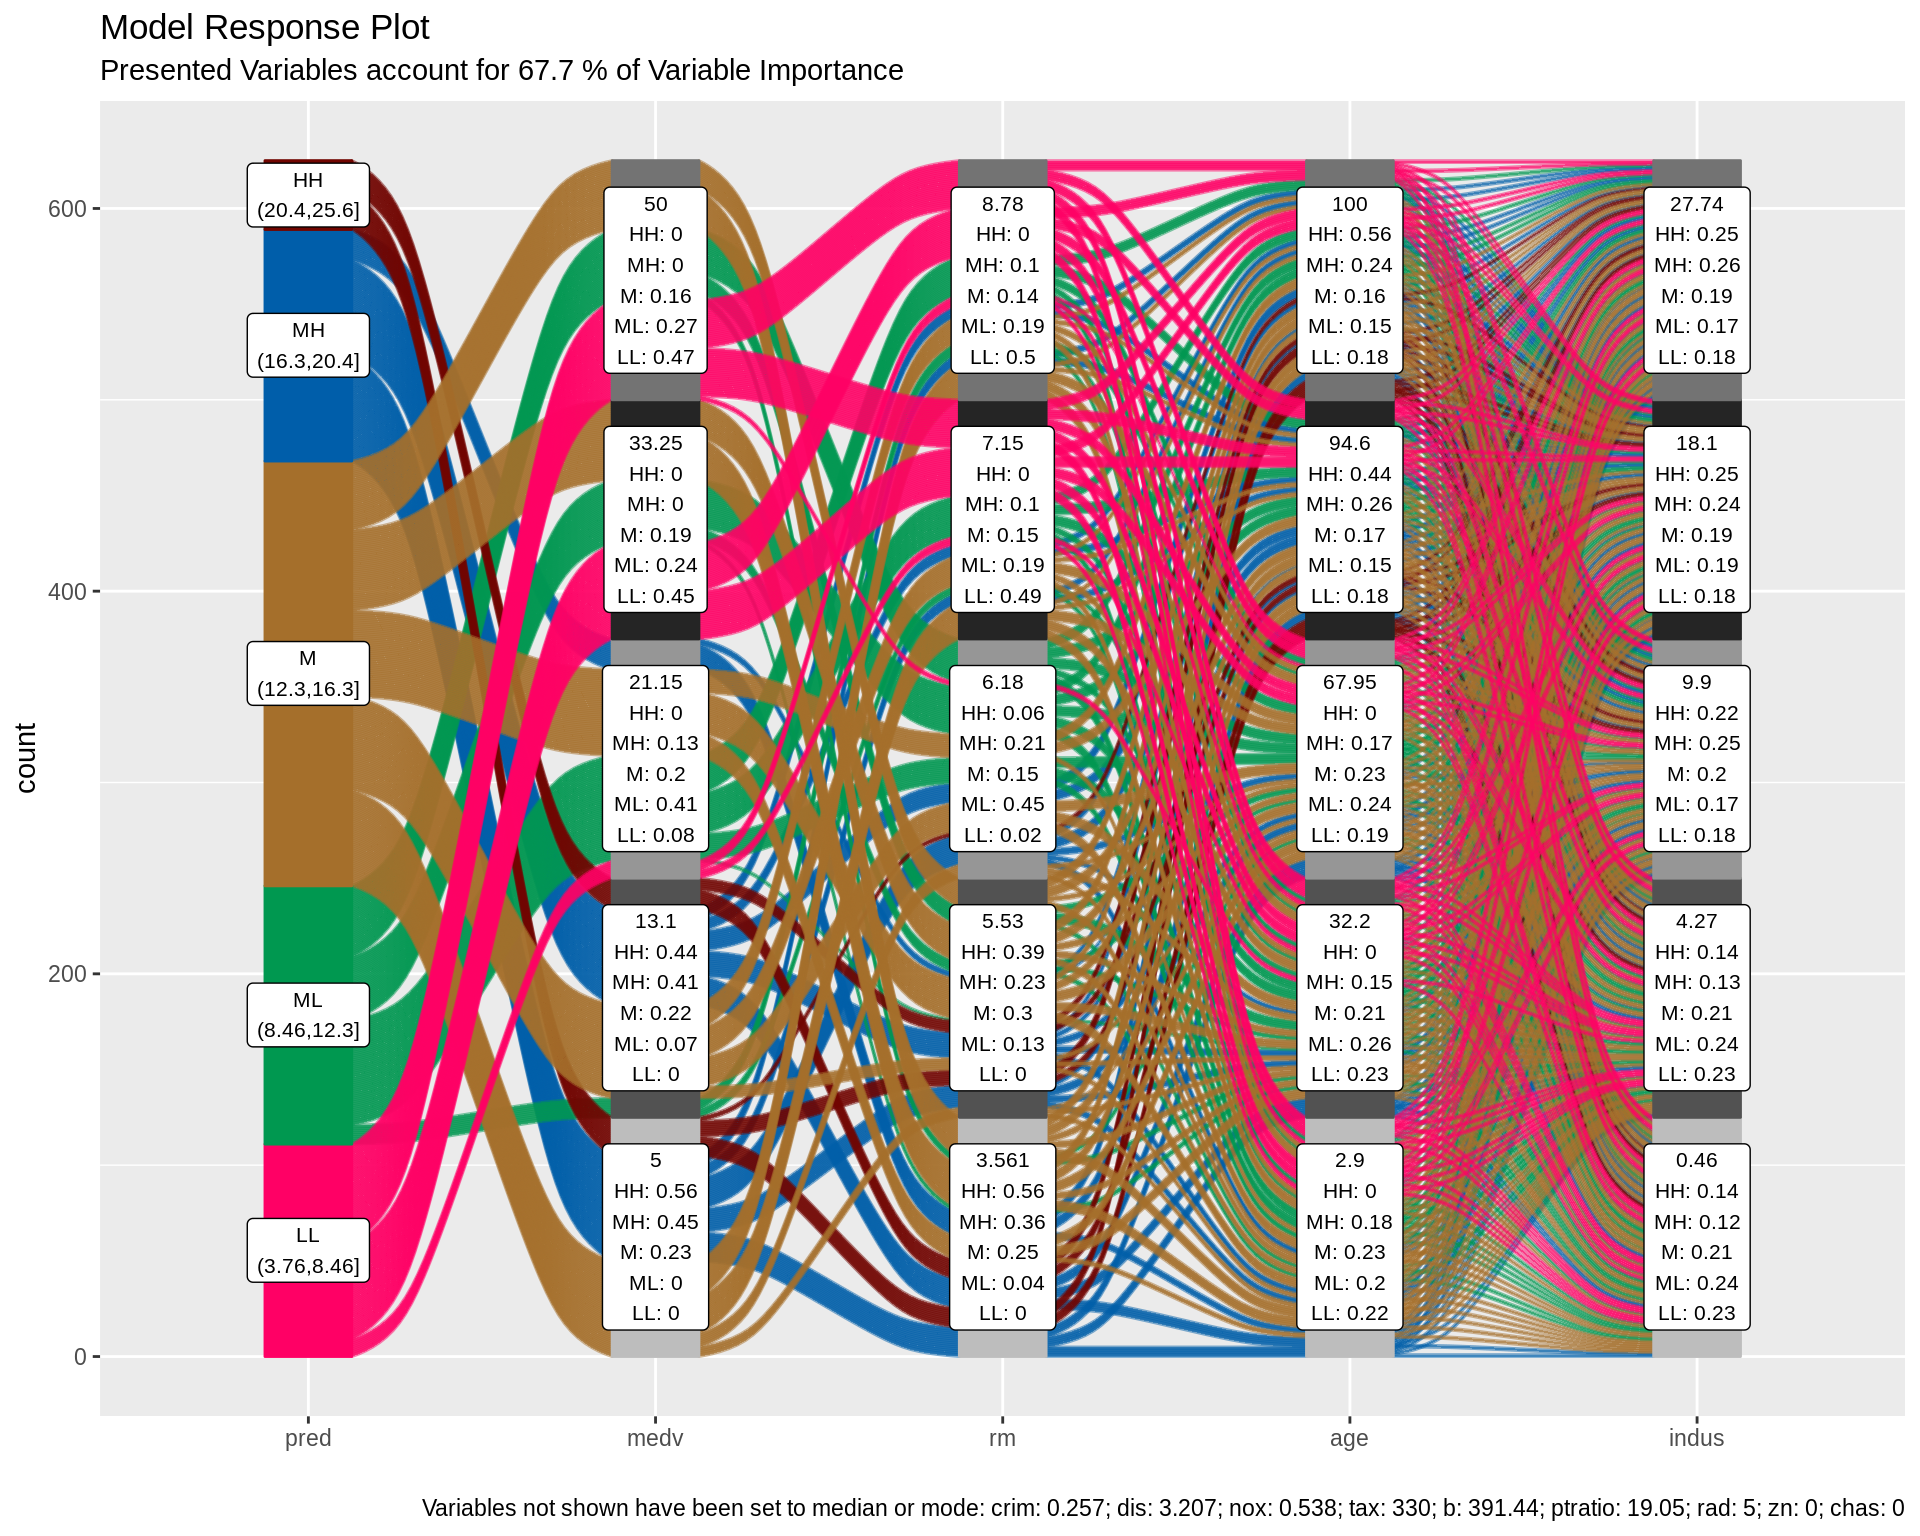 Model Response Plot
Presented Variables account for 67.7 % of Variable Importance
count
600
400
200
0
HH
(20.4,25.6]
MH
(16.3,20.4]
M
(12.3,16.3]
ML
(8.46,12.3]
LL
(3.76,8.46]
50
HH: 0
MH: 0
M: 0.16
ML: 0.27
LL: 0.47
33.25
HH: 0
MH: 0
M: 0.19
ML: 0.24
LL: 0.45
21.15
HH: 0
MH: 0.13
M: 0.2
ML: 0.41
LL: 0.08
13.1
HH: 0.44
MH: 0.41
M: 0.22
ML: 0.07
LL: 0
5
HH: 0.56
MH: 0.45
M: 0.23
ML: 0
LL: 0
8.78
HH: 0
MH: 0.1
M: 0.14
ML: 0.19
LL: 0.5
7.15
HH: 0
MH: 0.1
M: 0.15
ML: 0.19
LL: 0.49
6.18
HH: 0.06
MH: 0.21
M: 0.15
ML: 0.45
LL: 0.02
5.53
HH: 0.39
MH: 0.23
M: 0.3
ML: 0.13
LL: 0
3.561
HH: 0.56
MH: 0.36
M: 0.25
ML: 0.04
LL: 0
100
HH: 0.56
MH: 0.24
M: 0.16
ML: 0.15
LL: 0.18
94.6
HH: 0.44
MH: 0.26
M: 0.17
ML: 0.15
LL: 0.18
67.95
HH: 0
MH: 0.17
M: 0.23
ML: 0.24
LL: 0.19
32.2
HH: 0
MH: 0.15
M: 0.21
ML: 0.26
LL: 0.23
2.9
HH: 0
MH: 0.18
M: 0.23
ML: 0.2
LL: 0.22
27.74
HH: 0.25
MH: 0.26
M: 0.19
ML: 0.17
LL: 0.18
18.1
HH: 0.25
MH: 0.24
M: 0.19
ML: 0.19
LL: 0.18
9.9
HH: 0.22
MH: 0.25
M: 0.2
ML: 0.17
LL: 0.18
4.27
HH: 0.14
MH: 0.13
M: 0.21
ML: 0.24
LL: 0.23
0.46
HH: 0.14
MH: 0.12
M: 0.21
ML: 0.24
LL: 0.23
pred
medv
rm
age
indus
Variables not shown have been set to median or mode: crim: 0.257; dis: 3.207; nox: 0.538; tax: 330; b: 391.44; ptratio: 19.05; rad: 5; zn: 0; chas: 0